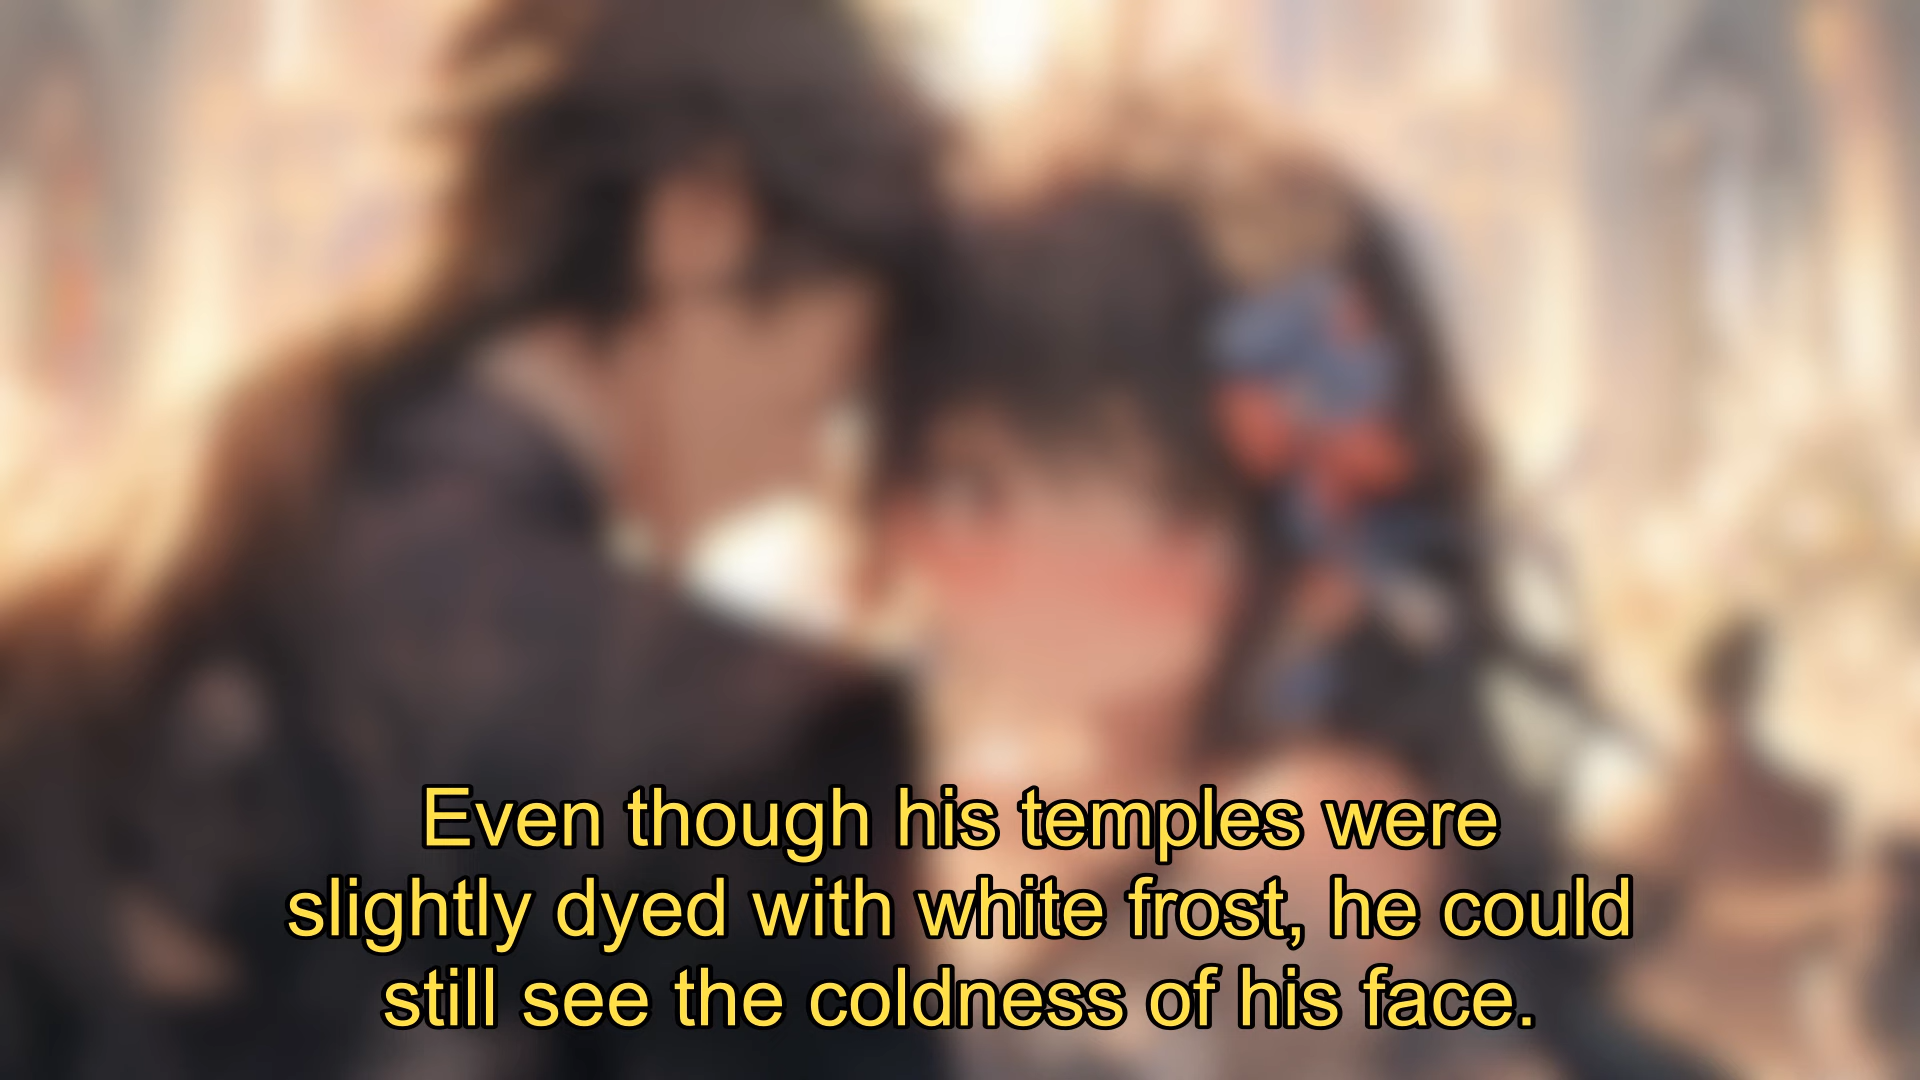 Even though his temples were
slightly dyed with white frost, he could
still see the coldness of his face.